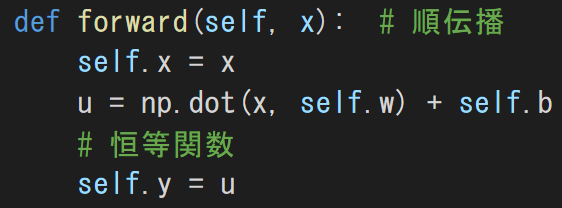 def forward(self, x):  # 順伝播
    self.x = x
    u = np.dot(x, self.w) + self.b
    # 恒等関数
    self.y = u